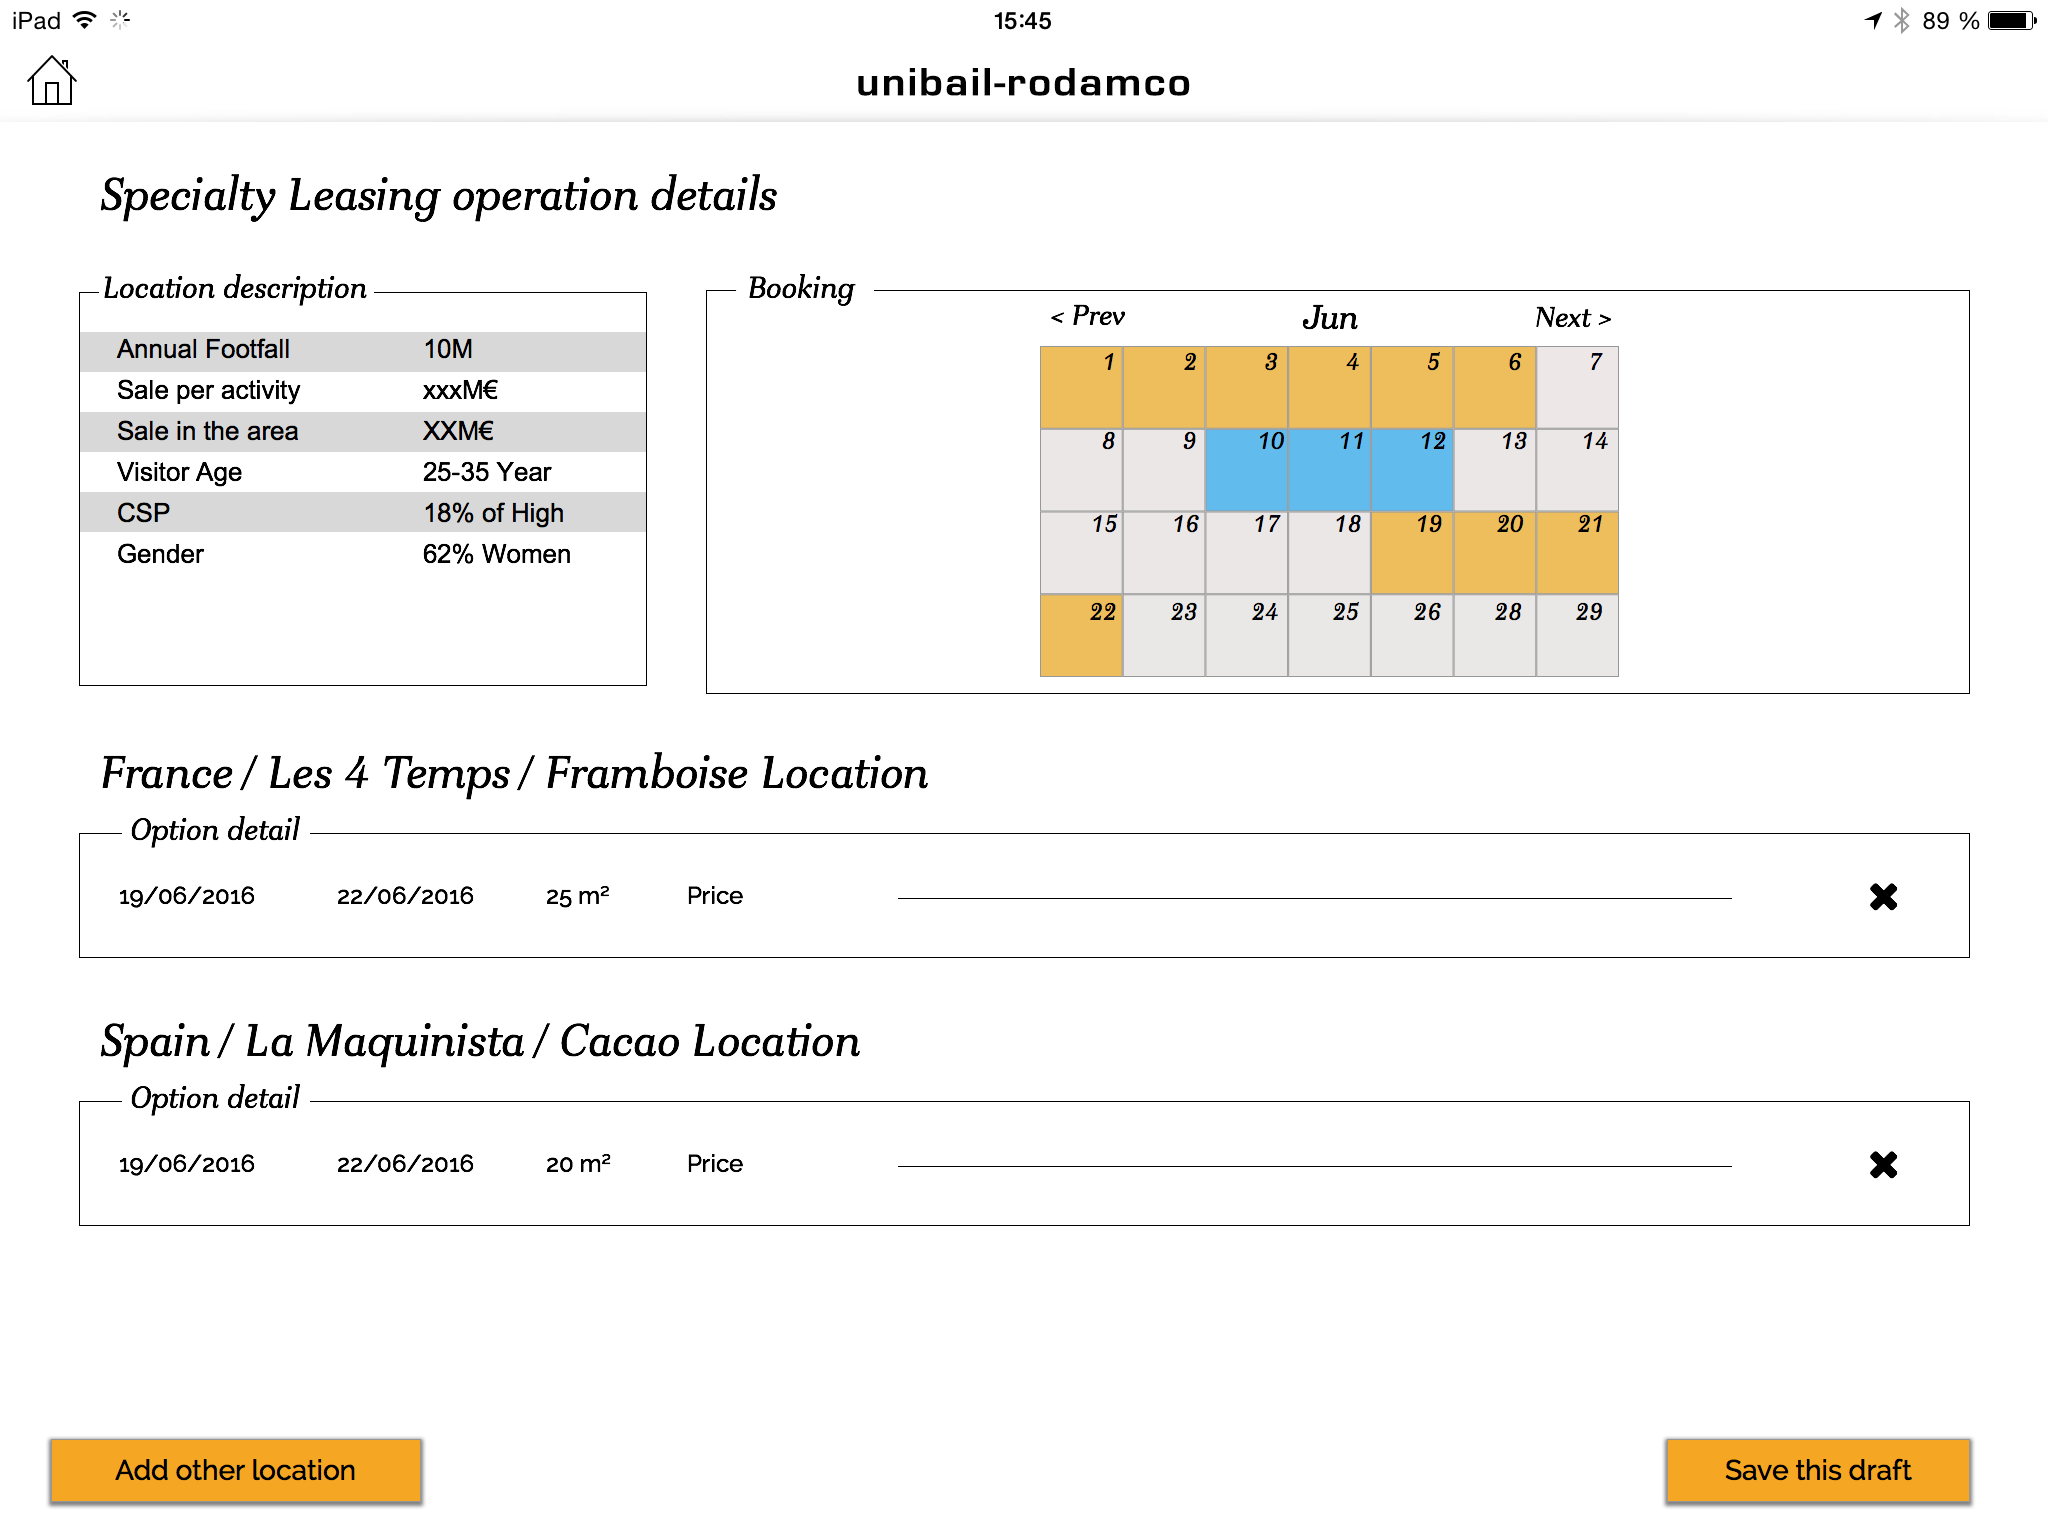 iPad 15:45 89 %
unibail-rodamco
Specialty Leasing operation details
Location description
Annual Footfall 10M
Sale per activity xxxM€
Sale in the area XXM€
Visitor Age 25-35 Year
CSP 18% of High
Gender 62% Women
Booking
< Prev Jun Next >
1 2 3 4 5 6 7
8 9 10 11 12 13 14
15 16 17 18 19 20 21
22 23 24 25 26 28 29
France / Les 4 Temps / Framboise Location
Option detail
19/06/2016 22/06/2016 25 m² Price
Spain / La Maquinista / Cacao Location
Option detail
19/06/2016 22/06/2016 20 m² Price
Add other location Save this draft